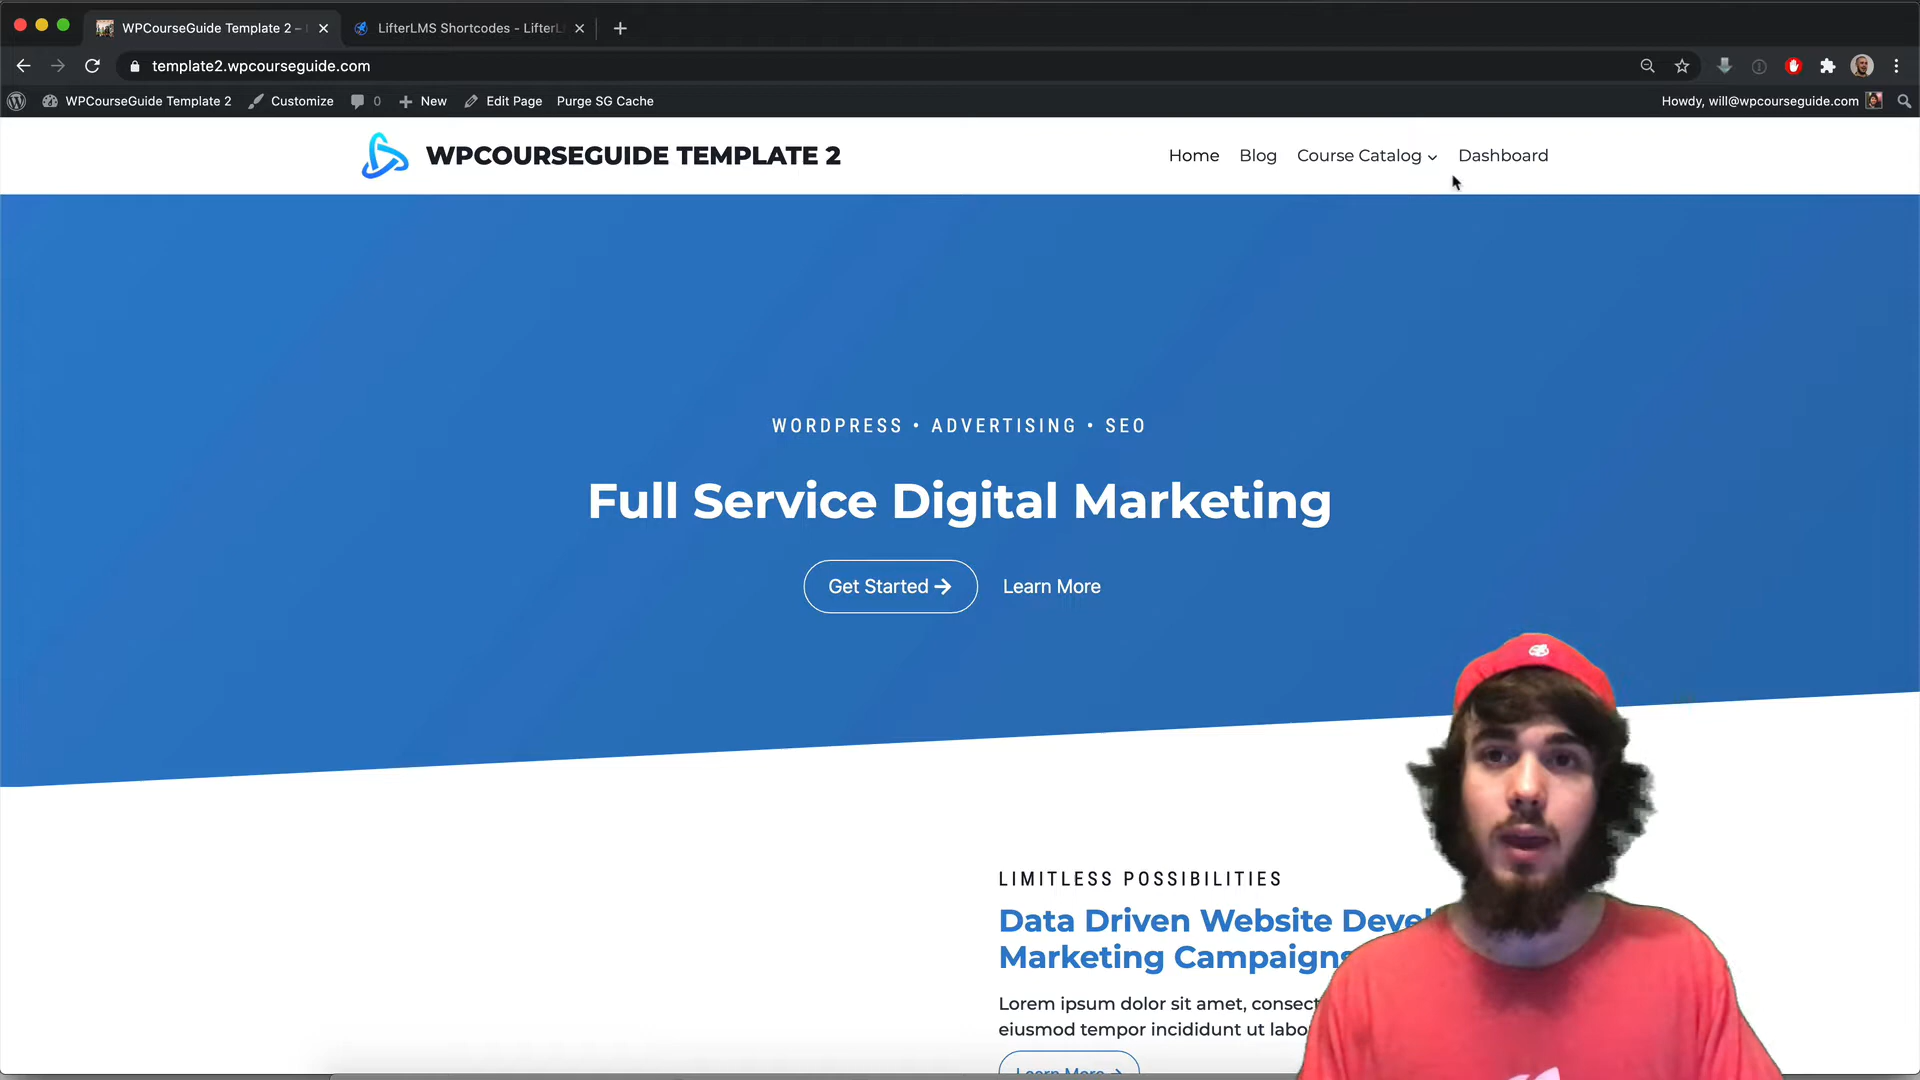 WPCourseGuide Template 2 –
LifterLMS Shortcodes - Lifter
template2.wpcourseguide.com
WPCourseGuide Template 2
Customize
0
New
Edit Page
Purge SG Cache
Howdy, will@wpcourseguide.com
WPCOURSEGUIDE TEMPLATE 2
Home
Blog
Course Catalog
Dashboard
WORDPRESS • ADVERTISING • SEO
Full Service Digital Marketing
Get Started →
Learn More
LIMITLESS POSSIBILITIES
Data Driven Website Devel
Marketing Campaigns
Lorem ipsum dolor sit amet, consect
eiusmod tempor incididunt ut labo
Learn More →